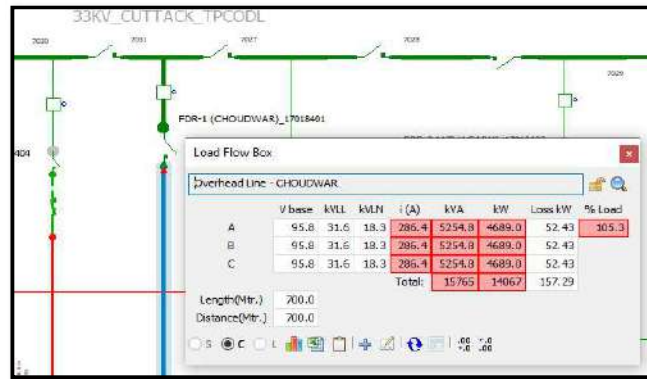 33KV_CUTTACK_TPCODL
7031 7027 7028
7029
FDR-1 (CHOUDWAR)_17018401
404
Load Flow Box
Overhead Line - CHOUDWAR
V base kVLL kVLN i (A) kVA kW Loss kW % Load
A 95.8 31.6 18.3 286.4 5254.8 4689.0 52.43 105.3
B 95.8 31.6 18.3 286.4 5254.8 4689.0 52.43
C 95.8 31.6 18.3 286.4 5254.8 4689.0 52.43
Total: 15765 14067 157.29
Length(Mtr.) 700.0
Distance(Mtr.) 700.0
S C L